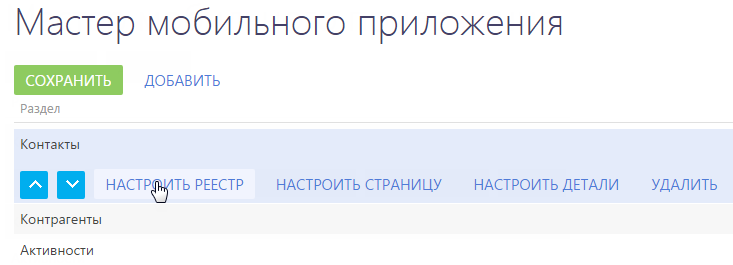 Мастер мобильного приложения
СОХРАНИТЬ ДОБАВИТЬ
Раздел
Контакты
НАСТРОИТЬ РЕЕСТР НАСТРОИТЬ СТРАНИЦУ НАСТРОИТЬ ДЕТАЛИ УДАЛИТЬ
Контрагенты
Активности